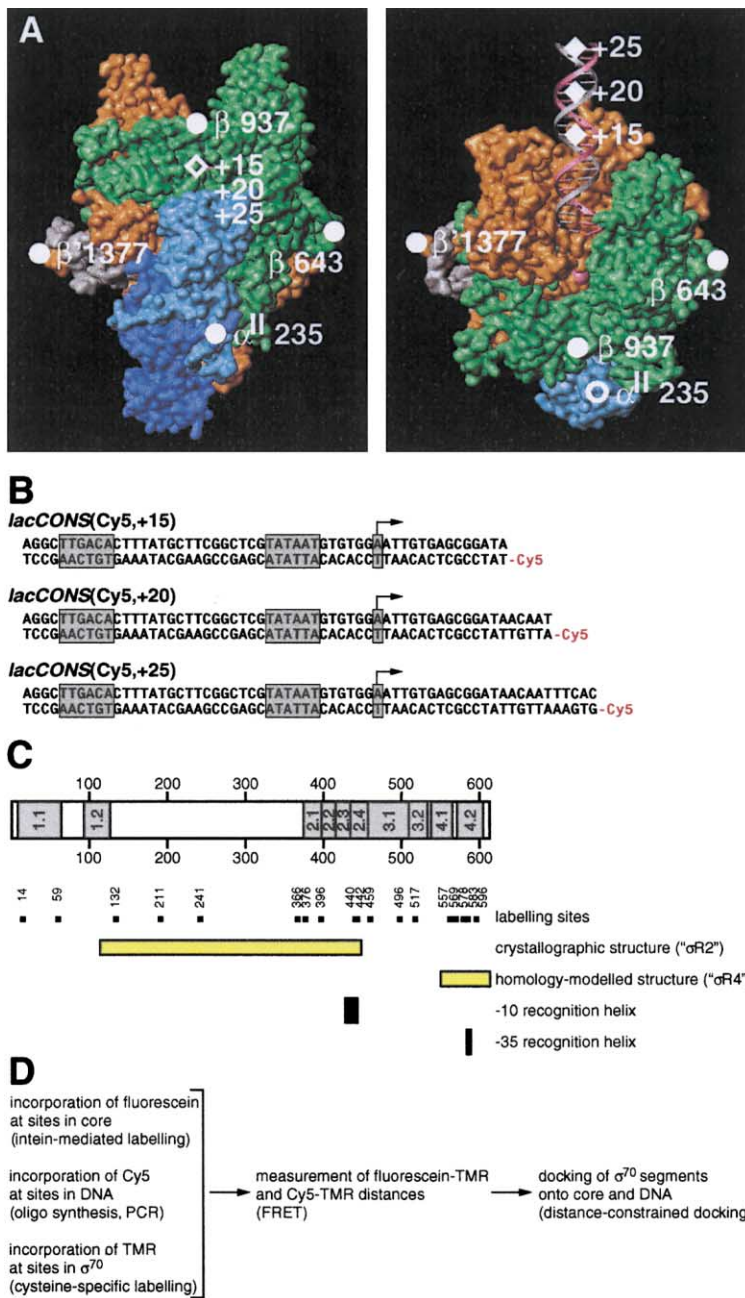 A
β 937
+15
+20
+25
β'1377
β 643
αII 235
+25
+20
+15
β'1377
β 643
β 937
αII 235
B
lacCONS(Cy5,+15)
AGGCTTGACACTTTATGCTTCGGCTCGTATAATGTGTGGAATTGTGAGCGGATA
TCCGAACTGTGAAATACGAAGCCGAGCATATTACACACCTTAACACTCGCCTAT-Cy5
lacCONS(Cy5,+20)
AGGCTTGACACTTTATGCTTCGGCTCGTATAATGTGTGGAATTGTGAGCGGATAACAAT
TCCGAACTGTGAAATACGAAGCCGAGCATATTACACACCTTAACACTCGCCTATTGTTA-Cy5
lacCONS(Cy5,+25)
AGGCTTGACACTTTATGCTTCGGCTCGTATAATGTGTGGAATTGTGAGCGGATAACAATTTCAC
TCCGAACTGTGAAATACGAAGCCGAGCATATTACACACCTTAACACTCGCCTATTGTTAAAGTG-Cy5
C
100 200 300 400 500 600
1.1 1.2 2.1 2.2 2.3 2.4 3.1 3.2 4.1 4.2
100 200 300 400 500 600
14 59 132 211 241 366 376 396 440 442 459 496 517 557 569 578 583 596
labelling sites
crystallographic structure ("σR2")
homology-modelled structure ("σR4"
-10 recognition helix
-35 recognition helix
D
incorporation of fluorescein
at sites in core
(intein-mediated labelling)
incorporation of Cy5
at sites in DNA
(oligo synthesis, PCR)
incorporation of TMR
at sites in σ70
(cysteine-specific labelling)
measurement of fluorescein-TMR
and Cy5-TMR distances
(FRET)
docking of σ70 segments
onto core and DNA
(distance-constrained docking